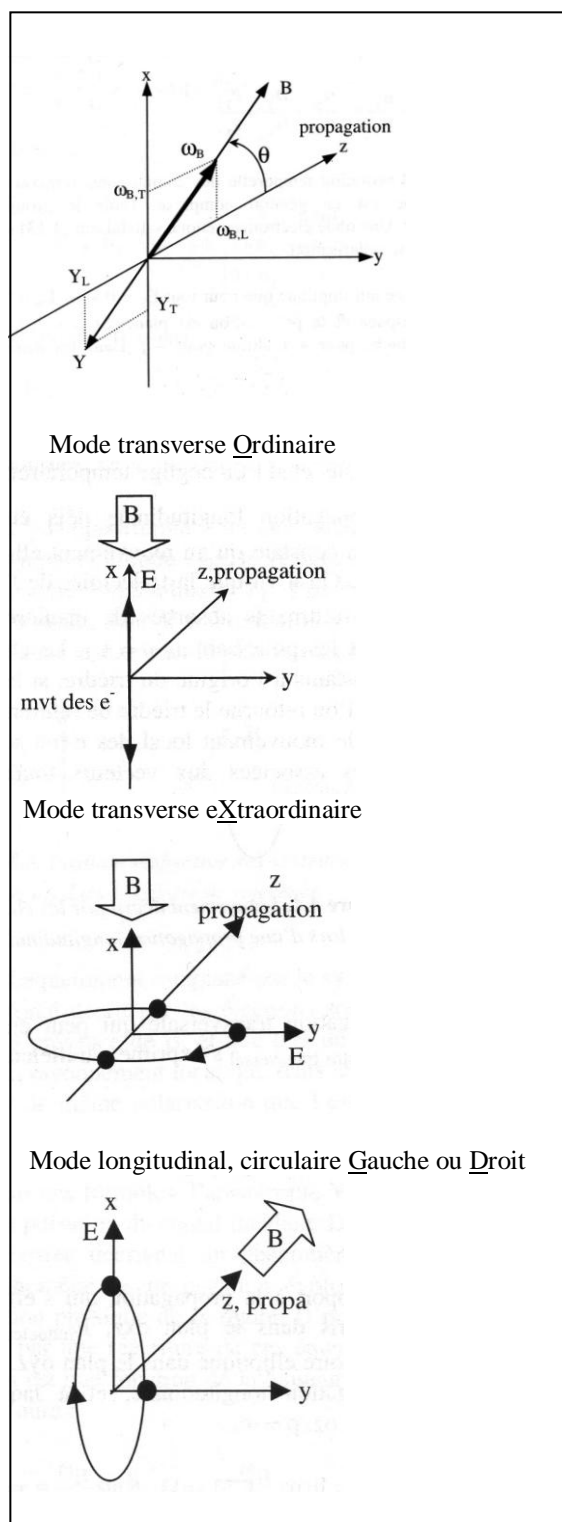 x
B
propagation
z
ω_B
θ
ω_B,T
ω_B,L
y
Y_L
Y_T
Y
Mode transverse Ordinaire
B
x
E
z,propagation
y
mvt des e⁻
Mode transverse eXtraordinaire
B
z
propagation
x
y
E
Mode longitudinal, circulaire Gauche ou Droit
x
E
B
z, propa
y